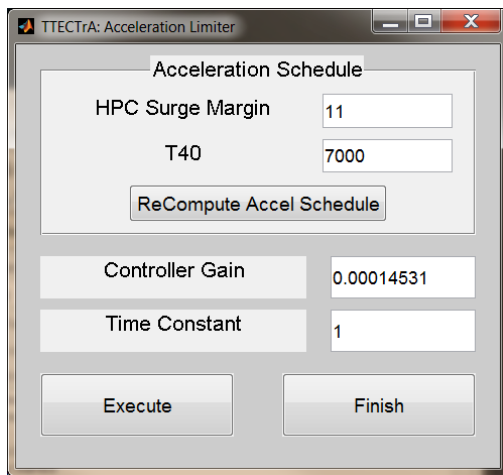 TTECTrA: Acceleration Limiter
Acceleration Schedule
HPC Surge Margin 11
T40 7000
ReCompute Accel Schedule
Controller Gain 0.00014531
Time Constant 1
Execute Finish